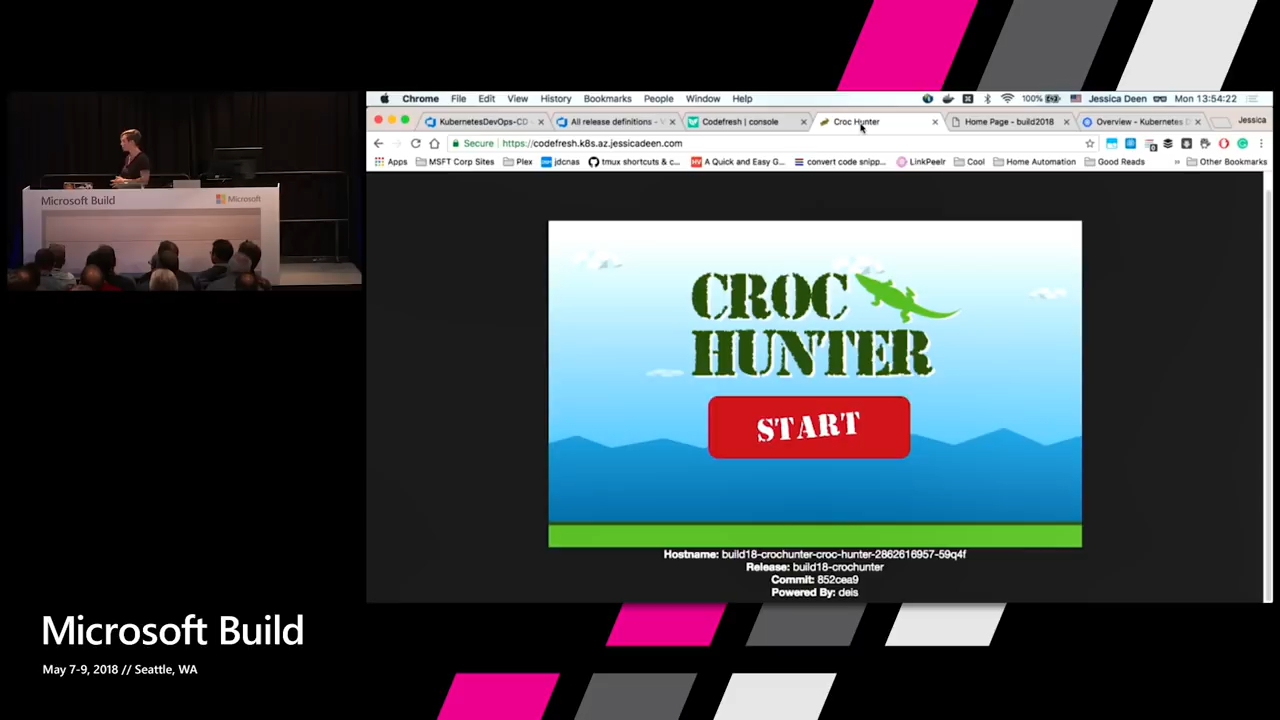 Chrome File Edit View History Bookmarks People Window Help 100% Jessica Deen Mon 13:54:22
KubernetesDevOps-CD - All release definitions - V Codefresh | console Croc Hunter Home Page - build2018 Overview - Kubernetes D Jessica
Secure | https://codefresh.k8s.az.jessicadeen.com
Apps MSFT Corp Sites Plex jdcnas tmux shortcuts & c... A Quick and Easy G... convert code snipp... LinkPeelr Cool Home Automation Good Reads » Other Bookmarks
Microsoft Build Microsoft
CROC
HUNTER
START
Hostname: build18-crochunter-croc-hunter-2862616957-59q4f
Release: build18-crochunter
Commit: 852cea9
Powered By: deis
Microsoft Build
May 7-9, 2018 // Seattle, WA